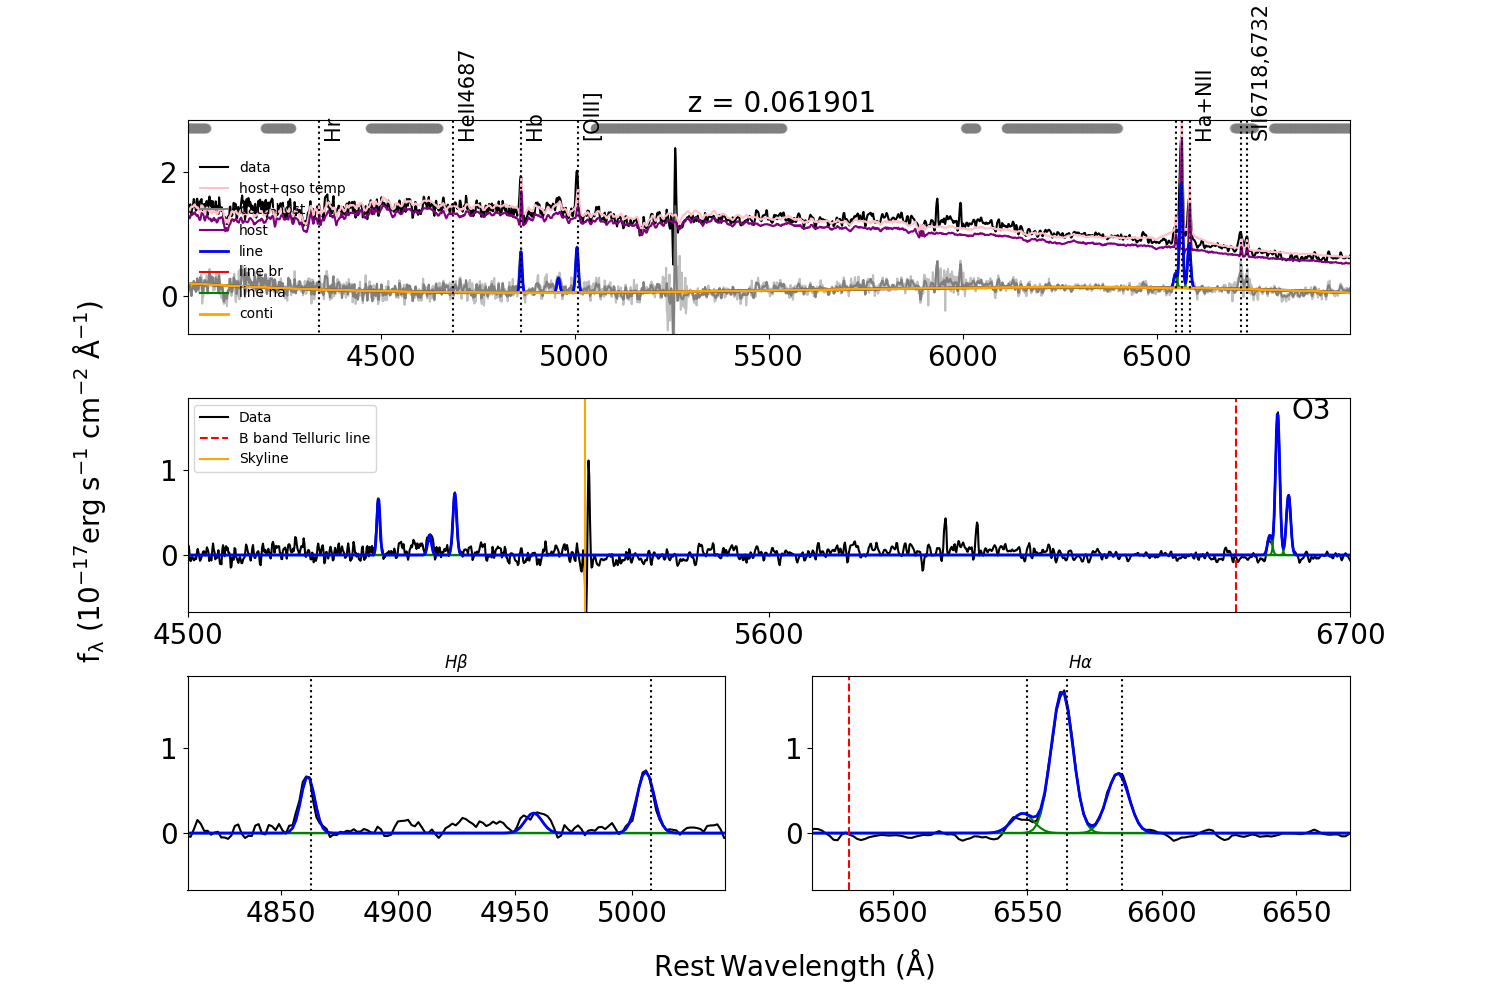 z = 0.061901
Hr
HeII4687
Hb
[OIII]
Ha+NII
SII6718,6732
2
0
data
host+qso temp
host
line
line br
line na
conti
4500 5000 5500 6000 6500
f_λ (10^−17 erg s^−1 cm^−2 Å^−1)
O3
Data
B band Telluric line
Skyline
1
0
4500 5600 6700
Hβ
1
0
4850 4900 4950 5000
Hα
1
0
6500 6550 6600 6650
Rest Wavelength (Å)